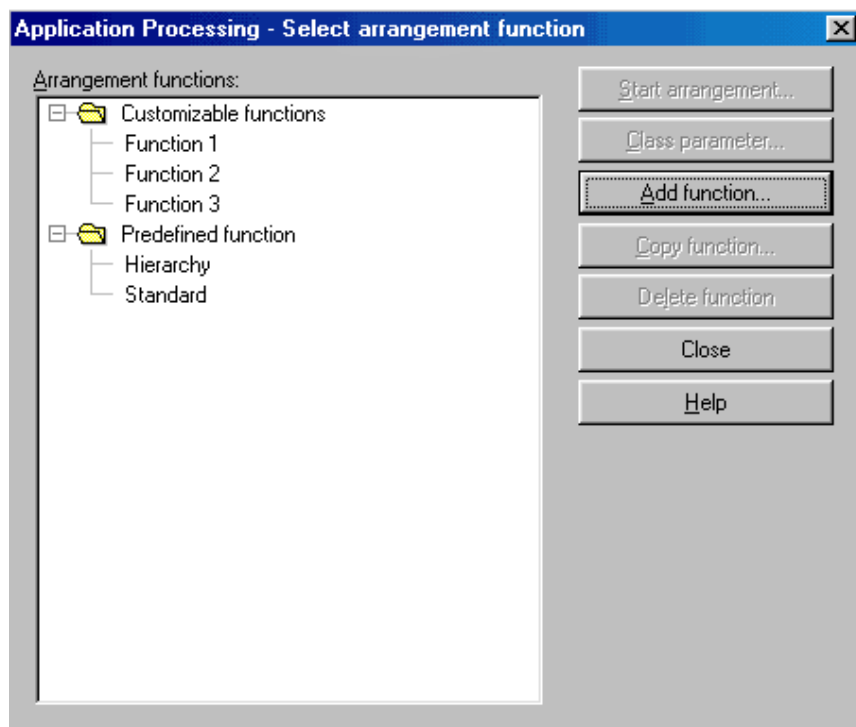 Application Processing - Select arrangement function
Arrangement functions:
Customizable functions
Function 1
Function 2
Function 3
Predefined function
Hierarchy
Standard
Start arrangement...
Class parameter...
Add function...
Copy function...
Delete function
Close
Help